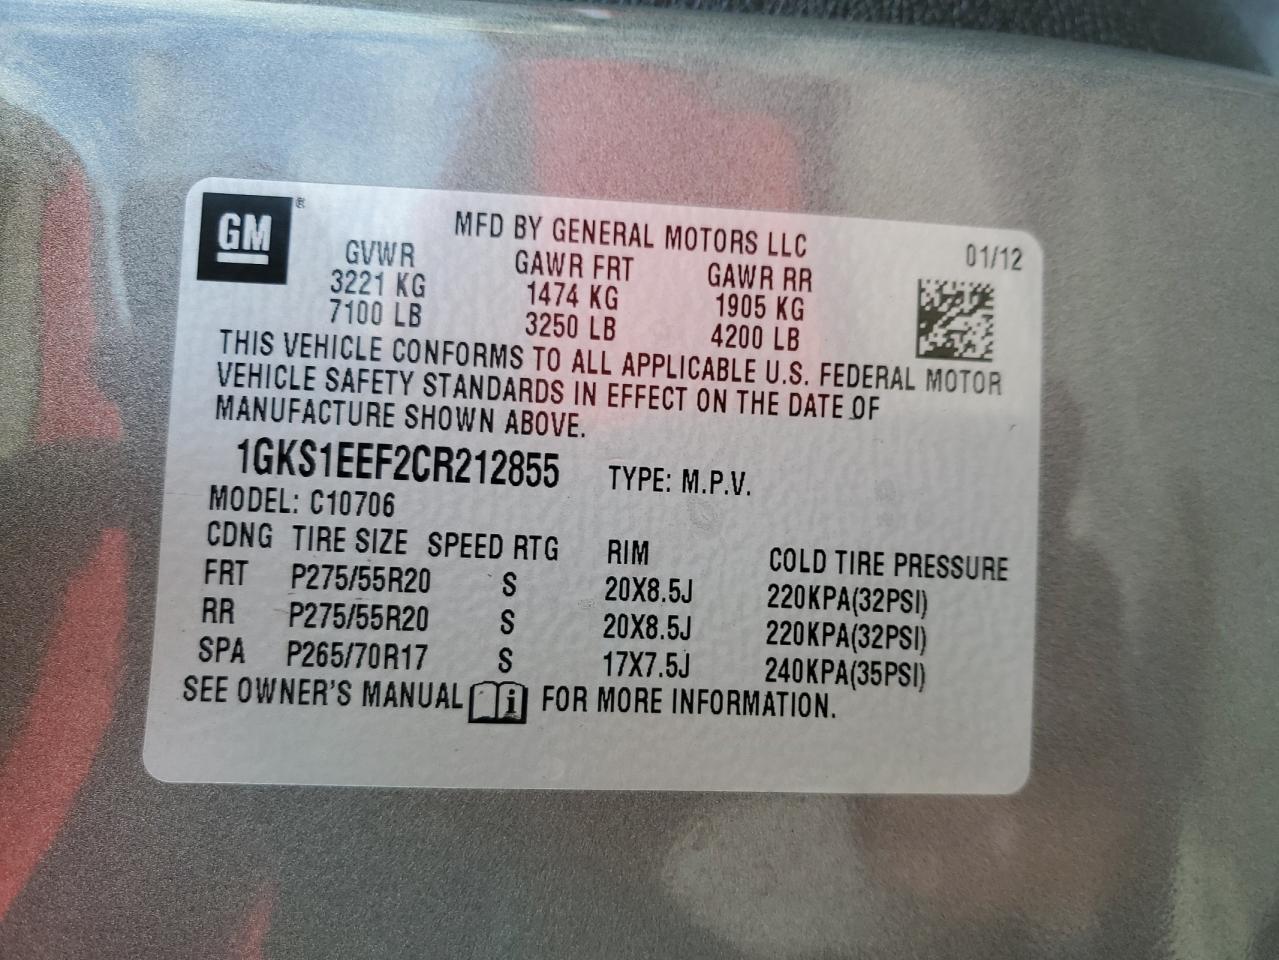 GM ®
MFD BY GENERAL MOTORS LLC
01/12
GVWR GAWR FRT GAWR RR
3221 KG 1474 KG 1905 KG
7100 LB 3250 LB 4200 LB
THIS VEHICLE CONFORMS TO ALL APPLICABLE U.S. FEDERAL MOTOR
VEHICLE SAFETY STANDARDS IN EFFECT ON THE DATE OF
MANUFACTURE SHOWN ABOVE.
1GKS1EEF2CR212855 TYPE: M.P.V.
MODEL: C10706
CDNG TIRE SIZE SPEED RTG RIM COLD TIRE PRESSURE
FRT P275/55R20 S 20X8.5J 220KPA(32PSI)
RR P275/55R20 S 20X8.5J 220KPA(32PSI)
SPA P265/70R17 S 17X7.5J 240KPA(35PSI)
SEE OWNER'S MANUAL i FOR MORE INFORMATION.